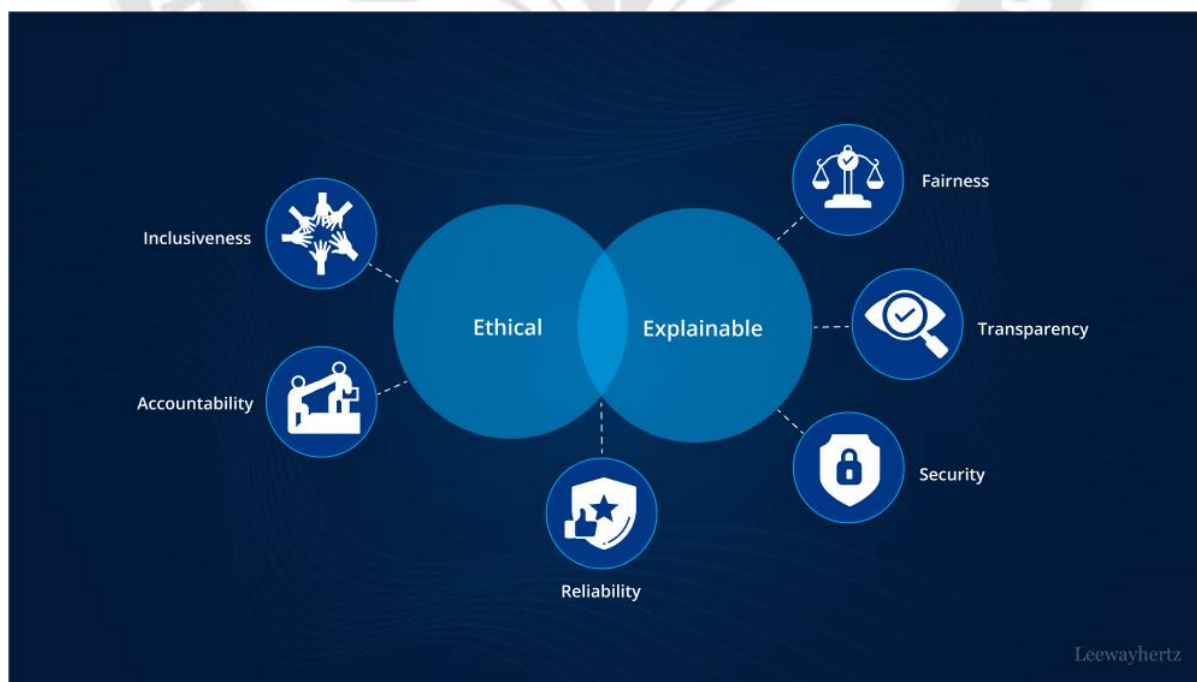 Fairness
Inclusiveness
Ethical
Explainable
Transparency
Accountability
Security
Reliability
Leewayhertz